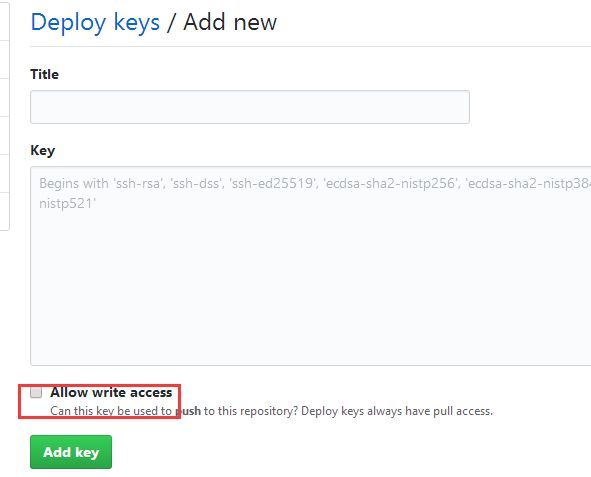 Deploy keys / Add new
Title
Key
Begins with 'ssh-rsa', 'ssh-dss', 'ssh-ed25519', 'ecdsa-sha2-nistp256', 'ecdsa-sha2-nistp384
nistp521'
Allow write access
Can this key be used to push to this repository? Deploy keys always have pull access.
Add key